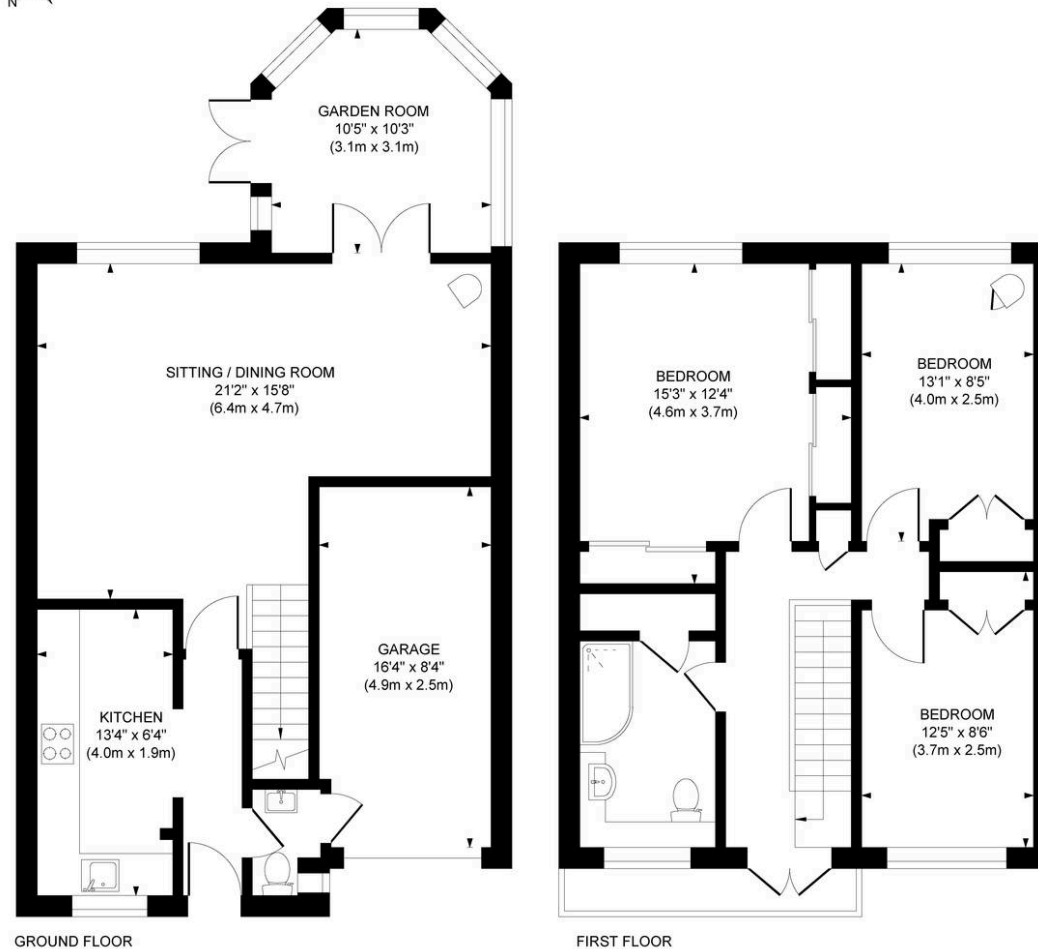 N
GARDEN ROOM
10'5" x 10'3"
(3.1m x 3.1m)
SITTING / DINING ROOM
21'2" x 15'8"
(6.4m x 4.7m)
BEDROOM
15'3" x 12'4"
(4.6m x 3.7m)
BEDROOM
13'1" x 8'5"
(4.0m x 2.5m)
GARAGE
16'4" x 8'4"
(4.9m x 2.5m)
KITCHEN
13'4" x 6'4"
(4.0m x 1.9m)
BEDROOM
12'5" x 8'6"
(3.7m x 2.5m)
GROUND FLOOR
FIRST FLOOR